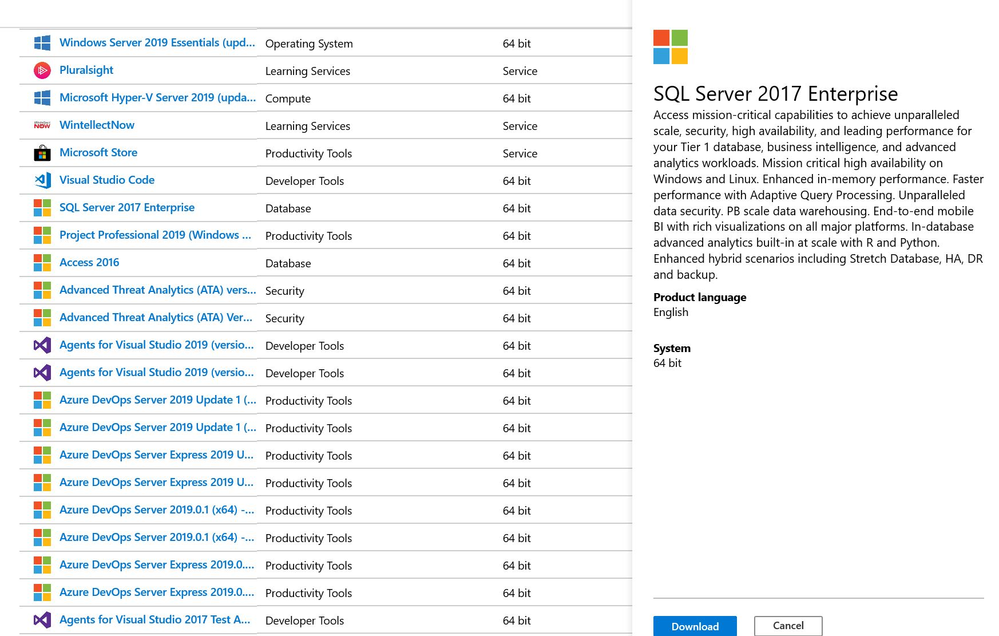 Windows Server 2019 Essentials (upd... Operating System 64 bit
Pluralsight Learning Services Service
Microsoft Hyper-V Server 2019 (upda... Compute 64 bit
WintellectNOW
WintellectNow Learning Services Service
Microsoft Store Productivity Tools Service
Visual Studio Code Developer Tools 64 bit
SQL Server 2017 Enterprise Database 64 bit
Project Professional 2019 (Windows ... Productivity Tools 64 bit
Access 2016 Database 64 bit
Advanced Threat Analytics (ATA) vers... Security 64 bit
Advanced Threat Analytics (ATA) Ver... Security 64 bit
Agents for Visual Studio 2019 (versio... Developer Tools 64 bit
Agents for Visual Studio 2019 (versio... Developer Tools 64 bit
Azure DevOps Server 2019 Update 1 (... Productivity Tools 64 bit
Azure DevOps Server 2019 Update 1 (... Productivity Tools 64 bit
Azure DevOps Server Express 2019 U... Productivity Tools 64 bit
Azure DevOps Server Express 2019 U... Productivity Tools 64 bit
Azure DevOps Server 2019.0.1 (x64) -... Productivity Tools 64 bit
Azure DevOps Server 2019.0.1 (x64) -... Productivity Tools 64 bit
Azure DevOps Server Express 2019.0.... Productivity Tools 64 bit
Azure DevOps Server Express 2019.0.... Productivity Tools 64 bit
Agents for Visual Studio 2017 Test A... Developer Tools 64 bit
SQL Server 2017 Enterprise
Access mission-critical capabilities to achieve unparalleled
scale, security, high availability, and leading performance for
your Tier 1 database, business intelligence, and advanced
analytics workloads. Mission critical high availability on
Windows and Linux. Enhanced in-memory performance. Faster
performance with Adaptive Query Processing. Unparalleled
data security. PB scale data warehousing. End-to-end mobile
BI with rich visualizations on all major platforms. In-database
advanced analytics built-in at scale with R and Python.
Enhanced hybrid scenarios including Stretch Database, HA, DR
and backup.
Product language
English
System
64 bit
Download Cancel